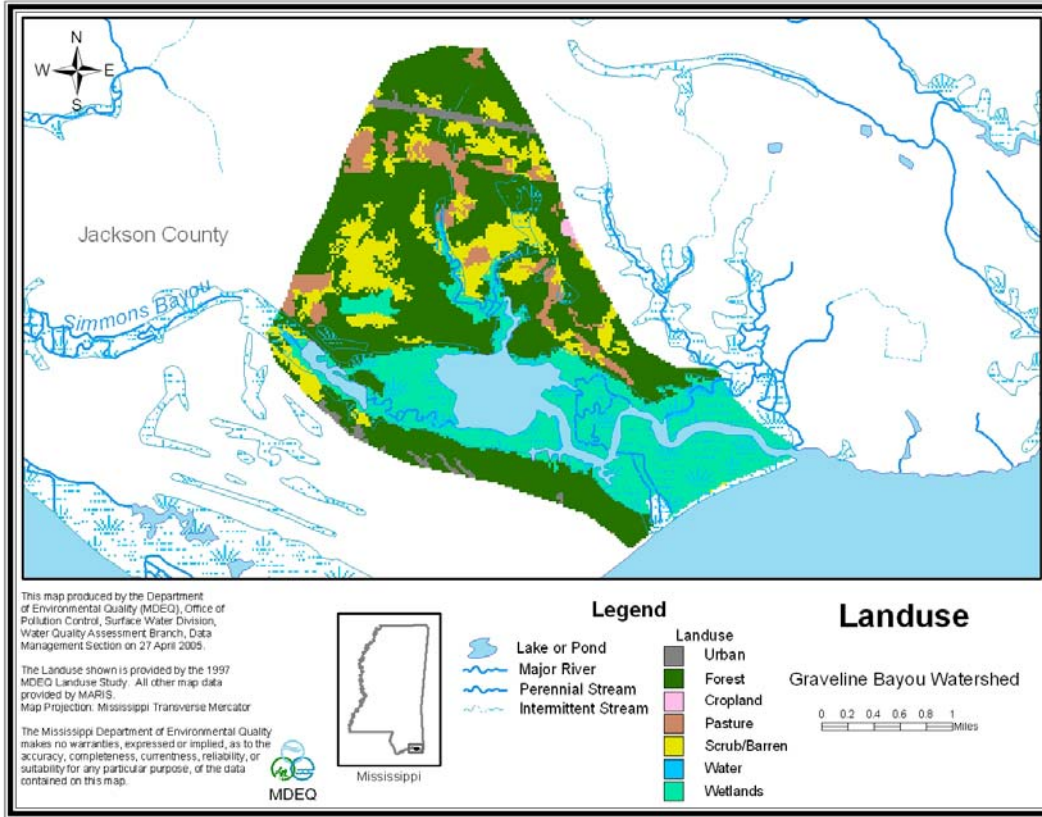 N
W E
S
Jackson County
Simmons Bayou
This map produced by the Department
of Environmental Quality (MDEQ), Office of
Pollution Control, Surface Water Division,
Water Quality Assessment Branch, Data
Management Section on 27 April 2005.
The Landuse shown is provided by the 1997
MDEQ Landuse Study. All other map data
provided by MARIS.
Map Projection: Mississippi Transverse Mercator
The Mississippi Department of Environmental Quality
makes no warranties, expressed or implied, as to the
accuracy, completeness, currentness, reliability, or
suitability for any particular purpose, of the data
contained on this map.
MDEQ
Mississippi
Legend
Lake or Pond
Major River
Perennial Stream
Intermittent Stream
Landuse
Urban
Forest
Cropland
Pasture
Scrub/Barren
Water
Wetlands
Landuse
Graveline Bayou Watershed
0 0.2 0.4 0.6 0.8 1
Miles